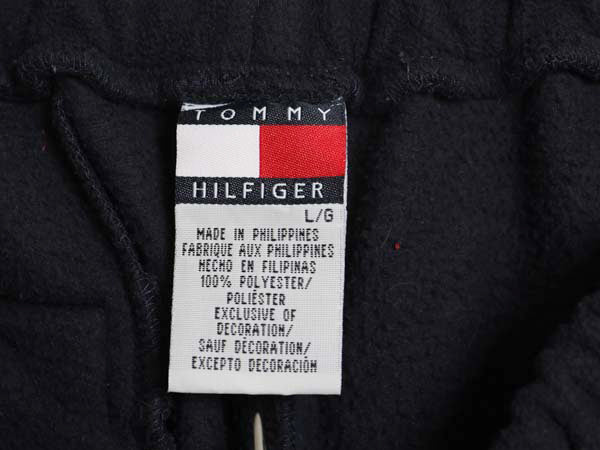 TOMMY
HILFIGER
L/G
MADE IN PHILIPPINES
FABRIQUE AUX PHILIPPINES
HECHO EN FILIPINAS
100% POLYESTER/
POLIÉSTER
EXCLUSIVE OF
DECORATION/
SAUF DÉCORATION/
EXCEPTO DECORACIÓN